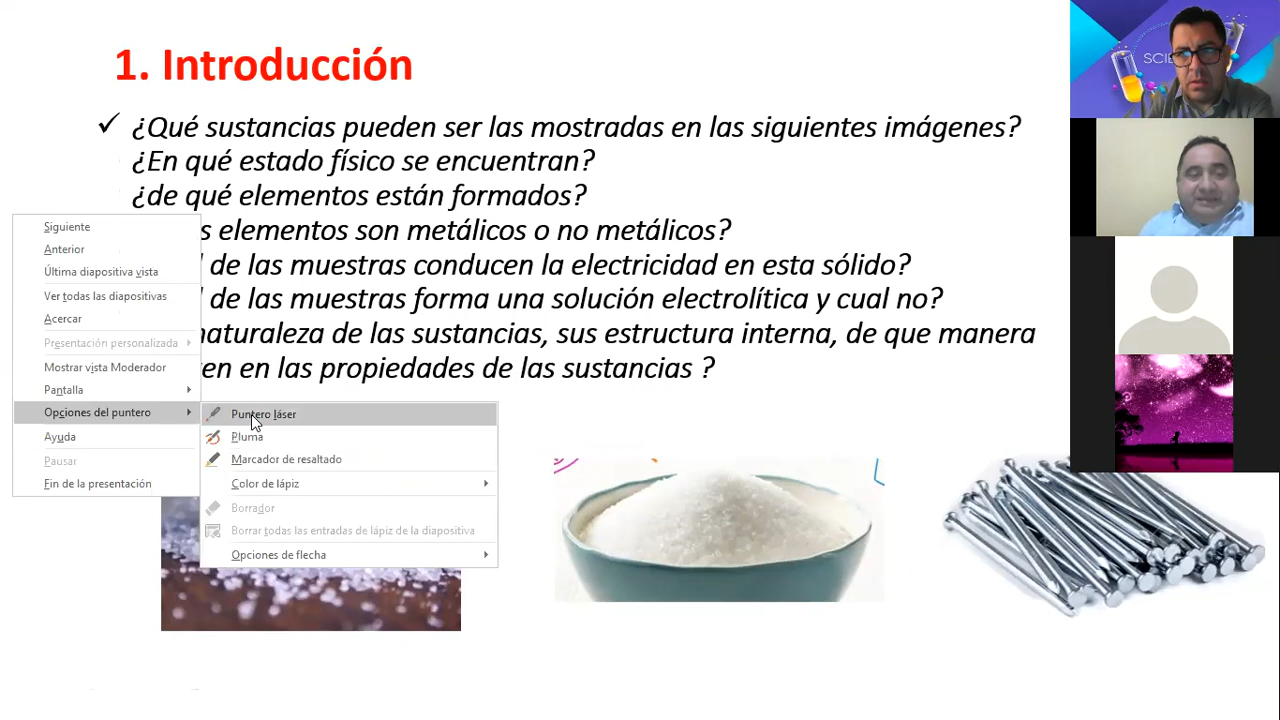 1. Introducción
✓ ¿Qué sustancias pueden ser las mostradas en las siguientes imágenes?
¿En qué estado físico se encuentran?
¿de qué elementos están formados?
elementos son metálicos o no metálicos?
de las muestras conducen la electricidad en esta sólido?
de las muestras forma una solución electrolítica y cual no?
naturaleza de las sustancias, sus estructura interna, de que manera
en las propiedades de las sustancias ?
Siguiente
Anterior
Última diapositiva vista
Ver todas las diapositivas
Acercar
Presentación personalizada
Mostrar vista Moderador
Pantalla
Opciones del puntero
Ayuda
Pausar
Fin de la presentación
Puntero láser
Pluma
Marcador de resaltado
Color de lápiz
Borrador
Borrar todas las entradas de lápiz de la diapositiva
Opciones de flecha